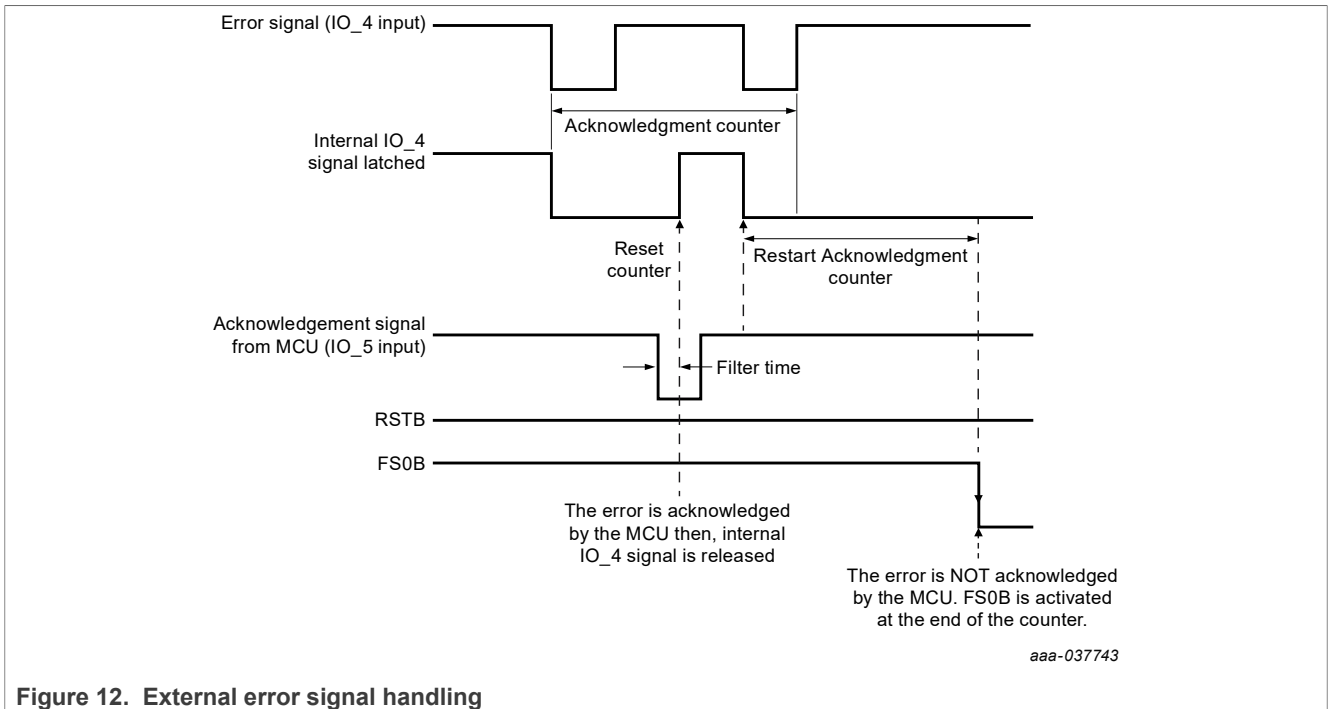 Error signal (IO_4 input)
Acknowledgment counter
Internal IO_4
signal latched
Reset
counter
Restart Acknowledgment
counter
Acknowledgement signal
from MCU (IO_5 input)
Filter time
RSTB
FS0B
The error is acknowledged
by the MCU then, internal
IO_4 signal is released
The error is NOT acknowledged
by the MCU. FS0B is activated
at the end of the counter.
aaa-037743
Figure 12. External error signal handling